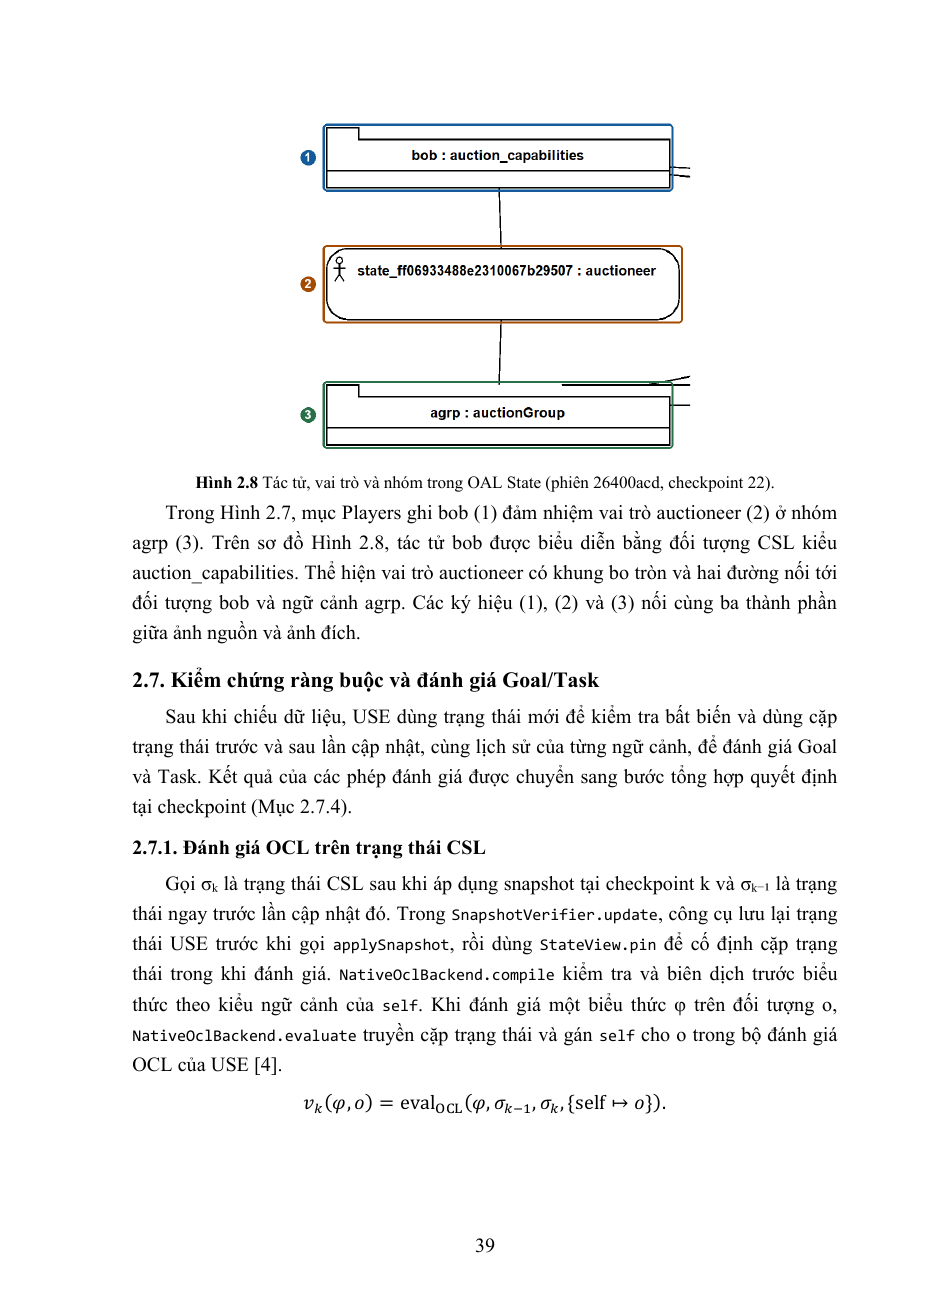 1
bob : auction_capabilities
2
state_ff06933488e2310067b29507 : auctioneer
3
agrp : auctionGroup
Hình 2.8 Tác tử, vai trò và nhóm trong OAL State (phiên 26400acd, checkpoint 22).
Trong Hình 2.7, mục Players ghi bob (1) đảm nhiệm vai trò auctioneer (2) ở nhóm
agrp (3). Trên sơ đồ Hình 2.8, tác tử bob được biểu diễn bằng đối tượng CSL kiểu
auction_capabilities. Thể hiện vai trò auctioneer có khung bo tròn và hai đường nối tới
đối tượng bob và ngữ cảnh agrp. Các ký hiệu (1), (2) và (3) nối cùng ba thành phần
giữa ảnh nguồn và ảnh đích.
2.7. Kiểm chứng ràng buộc và đánh giá Goal/Task
Sau khi chiếu dữ liệu, USE dùng trạng thái mới để kiểm tra bất biến và dùng cặp
trạng thái trước và sau lần cập nhật, cùng lịch sử của từng ngữ cảnh, để đánh giá Goal
và Task. Kết quả của các phép đánh giá được chuyển sang bước tổng hợp quyết định
tại checkpoint (Mục 2.7.4).
2.7.1. Đánh giá OCL trên trạng thái CSL
Gọi σₖ là trạng thái CSL sau khi áp dụng snapshot tại checkpoint k và σₖ₋₁ là trạng
thái ngay trước lần cập nhật đó. Trong SnapshotVerifier.update, công cụ lưu lại trạng
thái USE trước khi gọi applySnapshot, rồi dùng StateView.pin để cố định cặp trạng
thái trong khi đánh giá. NativeOclBackend.compile kiểm tra và biên dịch trước biểu
thức theo kiểu ngữ cảnh của self. Khi đánh giá một biểu thức φ trên đối tượng o,
NativeOclBackend.evaluate truyền cặp trạng thái và gán self cho o trong bộ đánh giá
OCL của USE [4].
𝑣ₖ(𝜑, 𝑜) = eval_OCL(𝜑, 𝜎ₖ₋₁, 𝜎ₖ, {self ↦ 𝑜}).
39